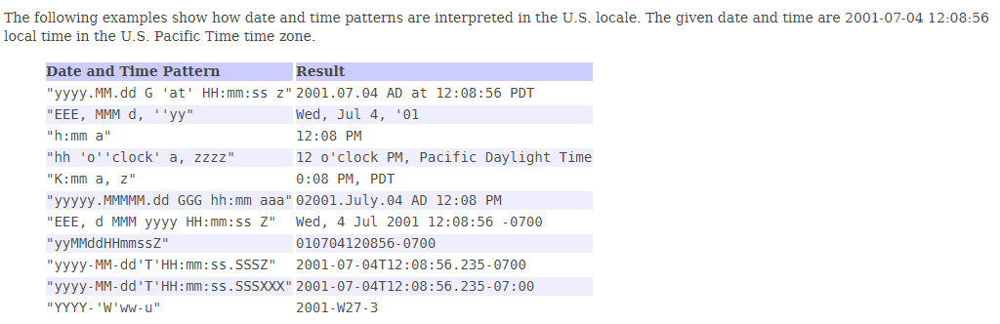 The following examples show how date and time patterns are interpreted in the U.S. locale. The given date and time are 2001-07-04 12:08:56
local time in the U.S. Pacific Time time zone.
Date and Time Pattern Result
"yyyy.MM.dd G 'at' HH:mm:ss z" 2001.07.04 AD at 12:08:56 PDT
"EEE, MMM d, ''yy" Wed, Jul 4, '01
"h:mm a" 12:08 PM
"hh 'o''clock' a, zzzz" 12 o'clock PM, Pacific Daylight Time
"K:mm a, z" 0:08 PM, PDT
"yyyyy.MMMMM.dd GGG hh:mm aaa" 02001.July.04 AD 12:08 PM
"EEE, d MMM yyyy HH:mm:ss Z" Wed, 4 Jul 2001 12:08:56 -0700
"yyMMddHHmmssZ" 010704120856-0700
"yyyy-MM-dd'T'HH:mm:ss.SSSZ" 2001-07-04T12:08:56.235-0700
"yyyy-MM-dd'T'HH:mm:ss.SSSXXX" 2001-07-04T12:08:56.235-07:00
"YYYY-'W'ww-u" 2001-W27-3